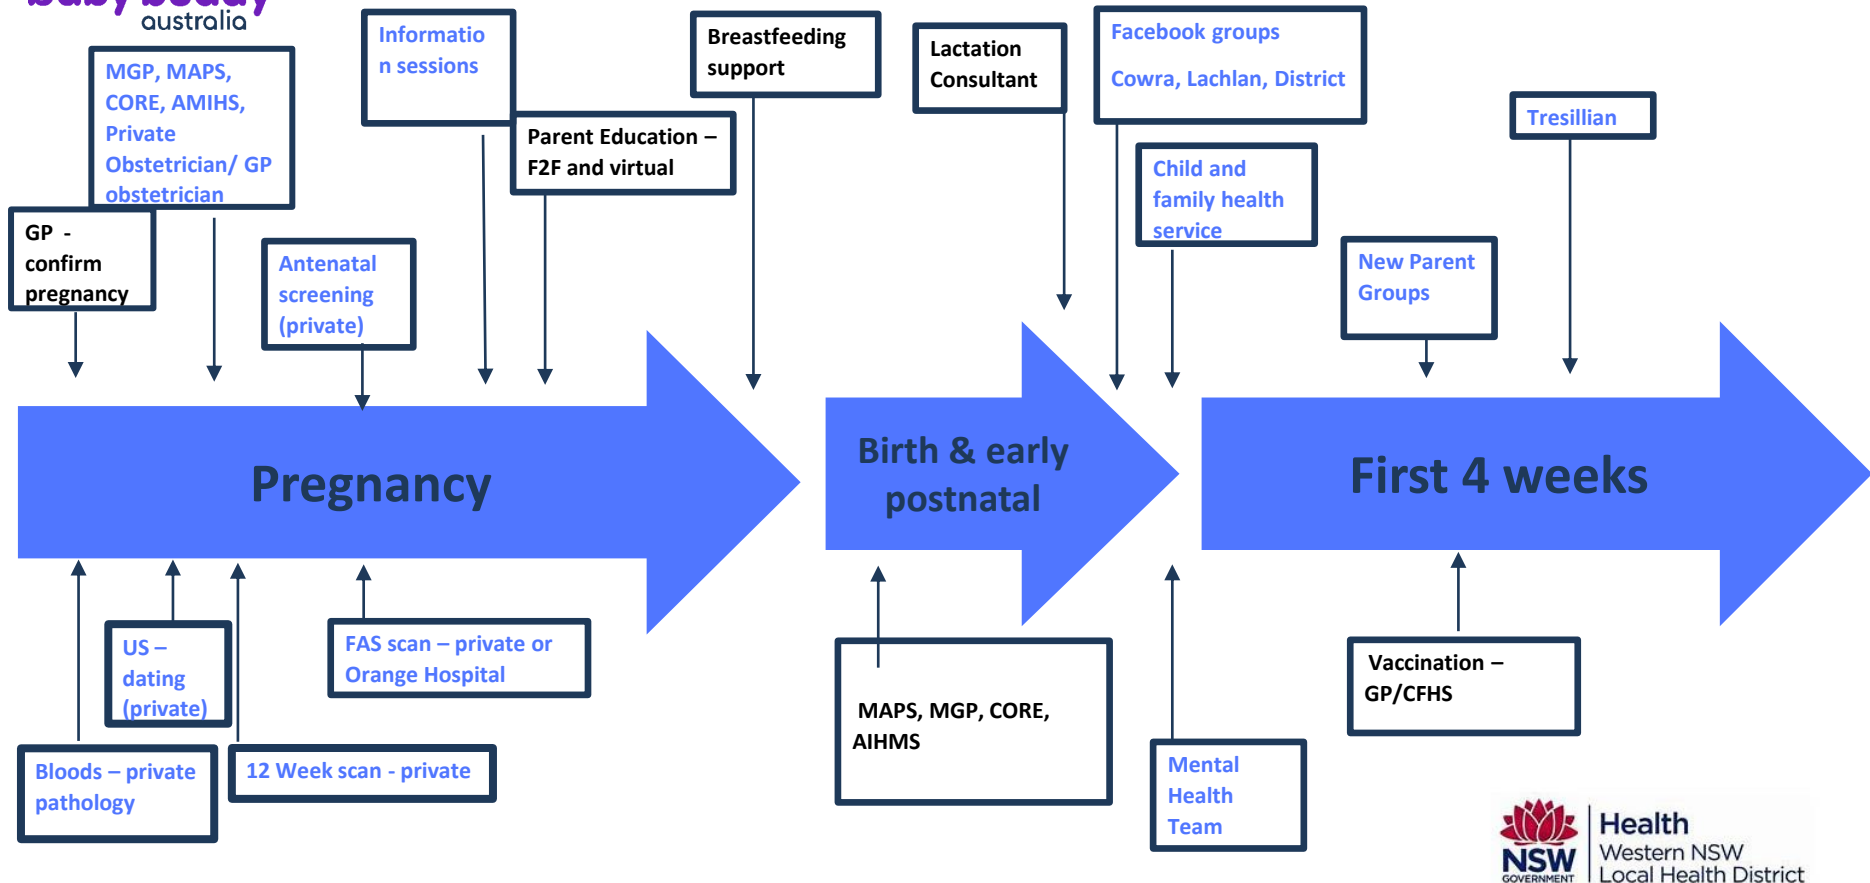 baby buddy
australia
MGP, MAPS,
CORE, AMIHS,
Private
Obstetrician/ GP
obstetrician
GP -
confirm
pregnancy
Antenatal
screening
(private)
Informatio
n sessions
Parent Education –
F2F and virtual
Breastfeeding
support
Lactation
Consultant
Facebook groups
Cowra, Lachlan, District
Child and
family health
service
New Parent
Groups
Tresillian
Pregnancy
Birth & early
postnatal
First 4 weeks
US –
dating
(private)
Bloods – private
pathology
12 Week scan - private
FAS scan – private or
Orange Hospital
MAPS, MGP, CORE,
AIHMS
Mental
Health
Team
Vaccination –
GP/CFHS
NSW
GOVERNMENT
Health
Western NSW
Local Health District